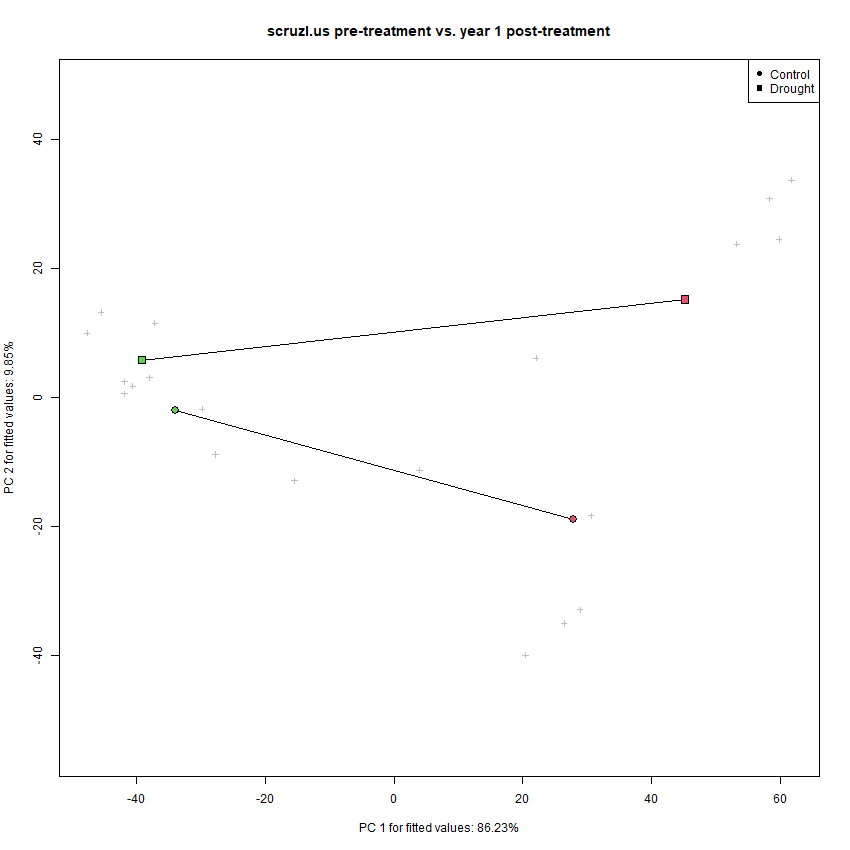 scruzl.us pre-treatment vs. year 1 post-treatment
Control
Drought
40
20
0
-20
-40
PC 2 for fitted values: 9.85%
-40
-20
0
20
40
60
PC 1 for fitted values: 86.23%